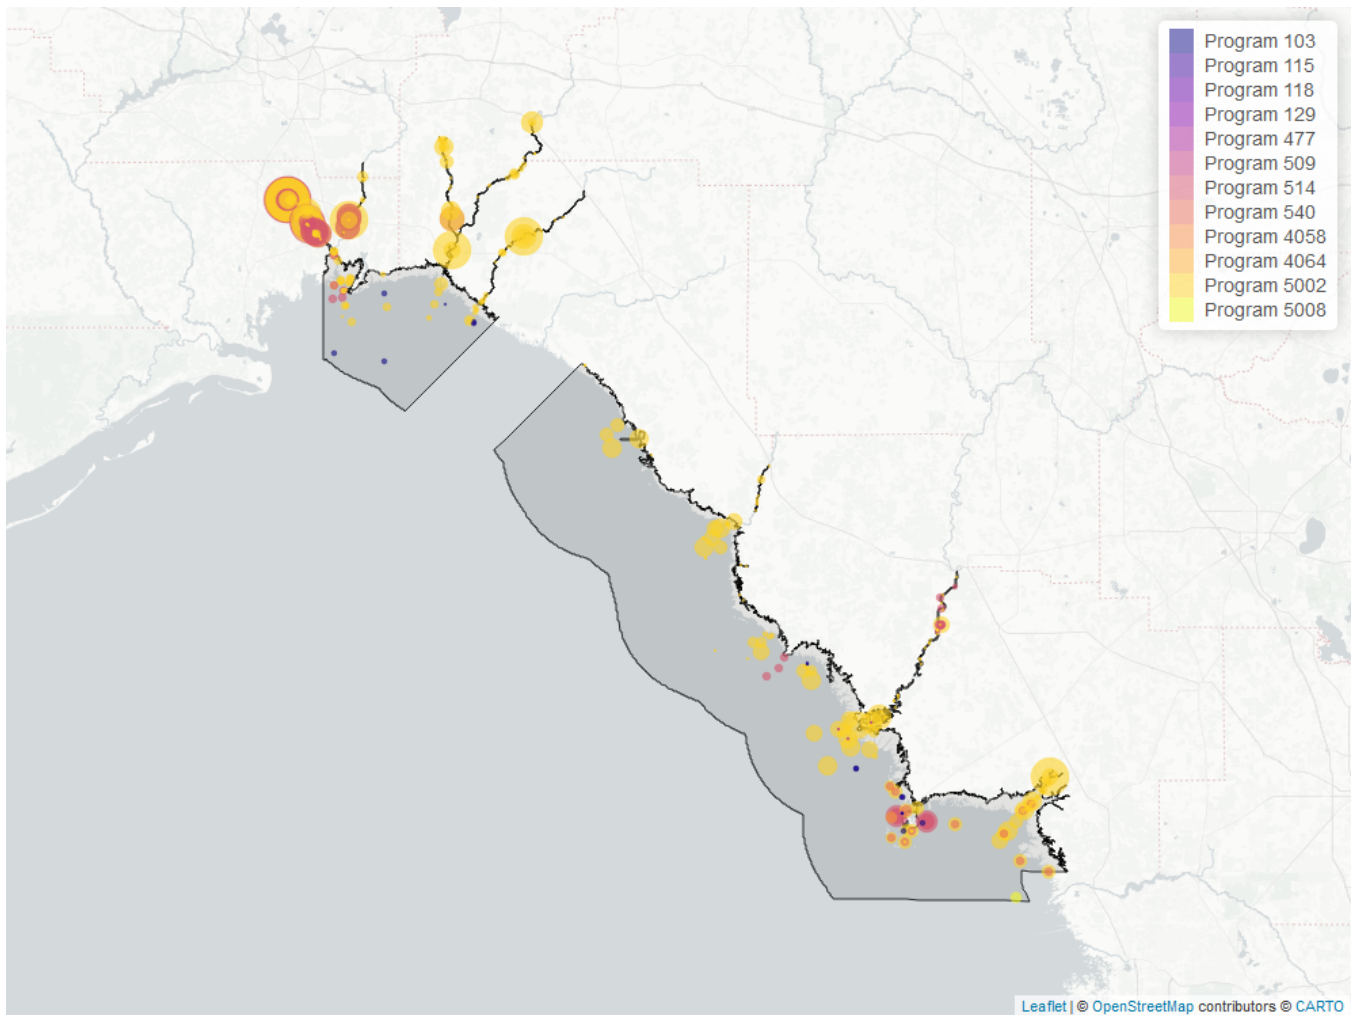 Program 103
Program 115
Program 118
Program 129
Program 477
Program 509
Program 514
Program 540
Program 4058
Program 4064
Program 5002
Program 5008
Leaflet | © OpenStreetMap contributors © CARTO